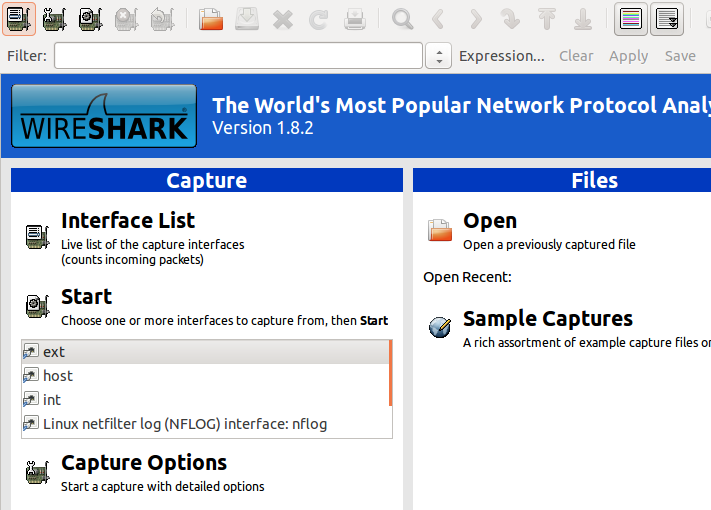 Filter: Expression... Clear Apply Save
WIRESHARK
The World's Most Popular Network Protocol
Version 1.8.2
Capture
Interface List
Live list of the capture interfaces
(counts incoming packets)
Start
Choose one or more interfaces to capture from, then Start
ext
host
int
Linux netfilter log (NFLOG) interface: nflog
Capture Options
Start a capture with detailed options
Files
Open
Open a previously captured file
Open Recent:
Sample Captures
A rich assortment of example capture files